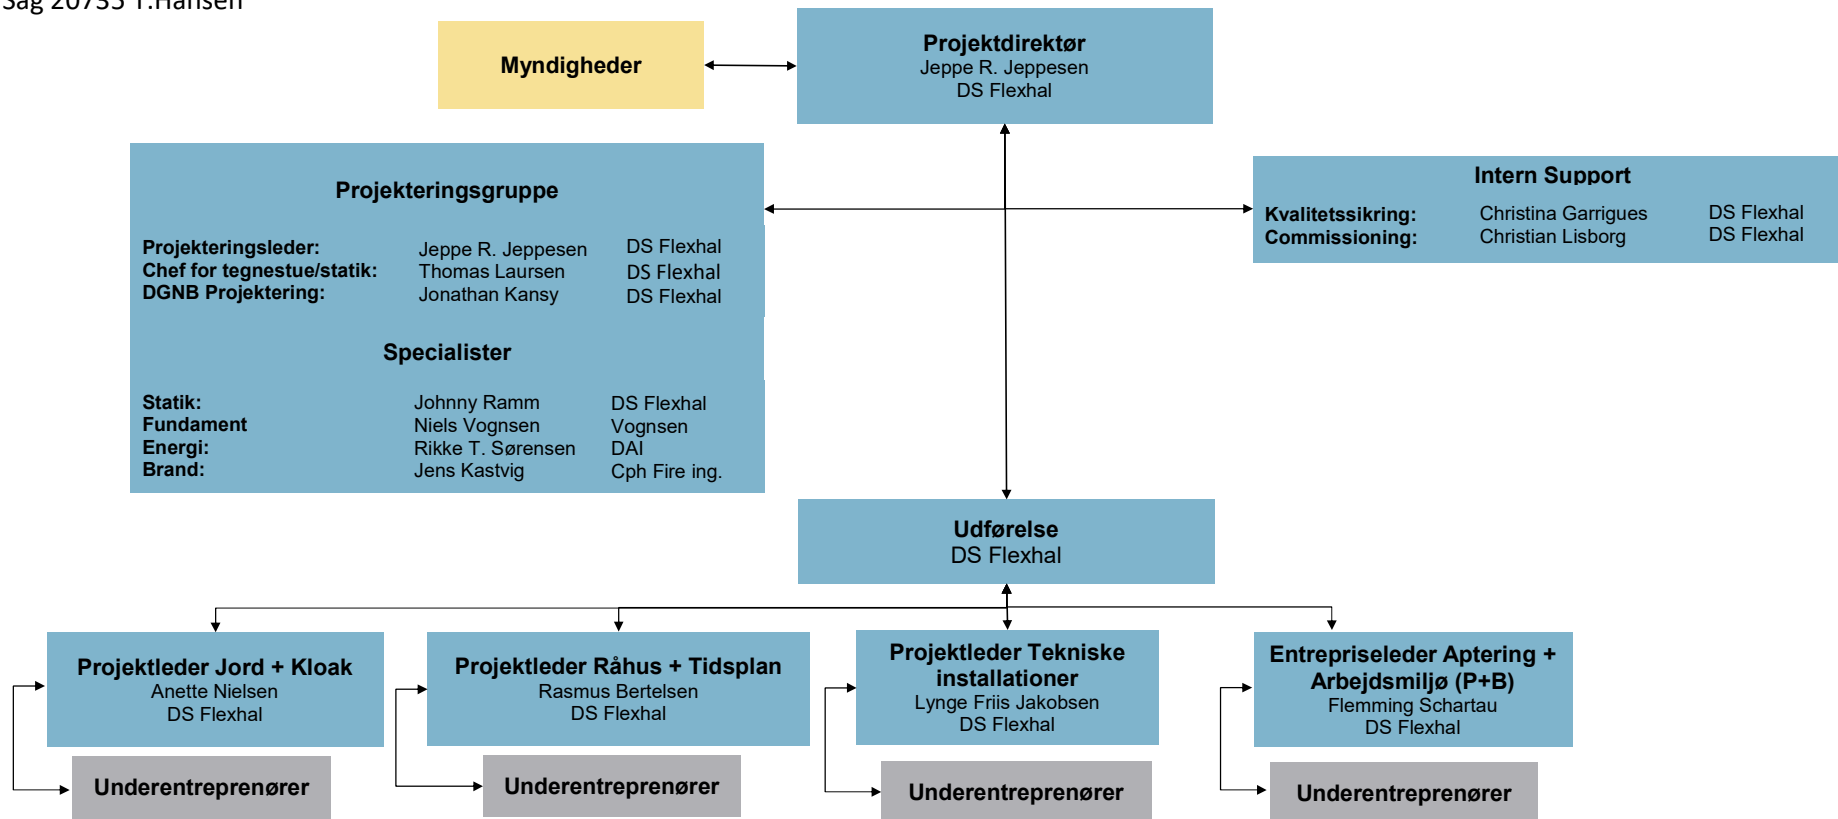 Sag 20735 T.Hansen
Myndigheder
Projektdirektør
Jeppe R. Jeppesen
DS Flexhal
Projekteringsgruppe
Projekteringsleder: Jeppe R. Jeppesen DS Flexhal
Chef for tegnestue/statik: Thomas Laursen DS Flexhal
DGNB Projektering: Jonathan Kansy DS Flexhal
Specialister
Statik: Johnny Ramm DS Flexhal
Fundament Niels Vognsen Vognsen
Energi: Rikke T. Sørensen DAI
Brand: Jens Kastvig Cph Fire ing.
Intern Support
Kvalitetssikring: Christina Garrigues DS Flexhal
Commissioning: Christian Lisborg DS Flexhal
Udførelse
DS Flexhal
Projektleder Jord + Kloak
Anette Nielsen
DS Flexhal
Underentreprenører
Projektleder Råhus + Tidsplan
Rasmus Bertelsen
DS Flexhal
Underentreprenører
Projektleder Tekniske
installationer
Lynge Friis Jakobsen
DS Flexhal
Underentreprenører
Entrepriseleder Aptering +
Arbejdsmiljø (P+B)
Flemming Schartau
DS Flexhal
Underentreprenører